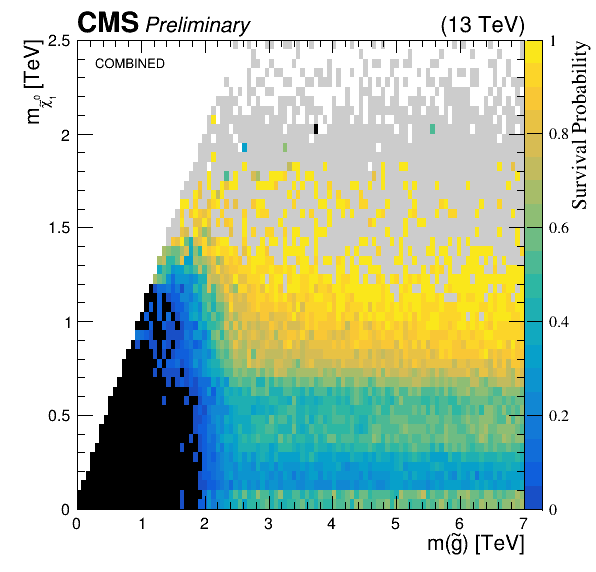 CMS Preliminary (13 TeV)
COMBINED
m_χ̃₁⁰ [TeV]
2.5
2
1.5
1
0.5
0
0 1 2 3 4 5 6 7
m(g̃) [TeV]
1
0.8
0.6
0.4
0.2
0
Survival Probability